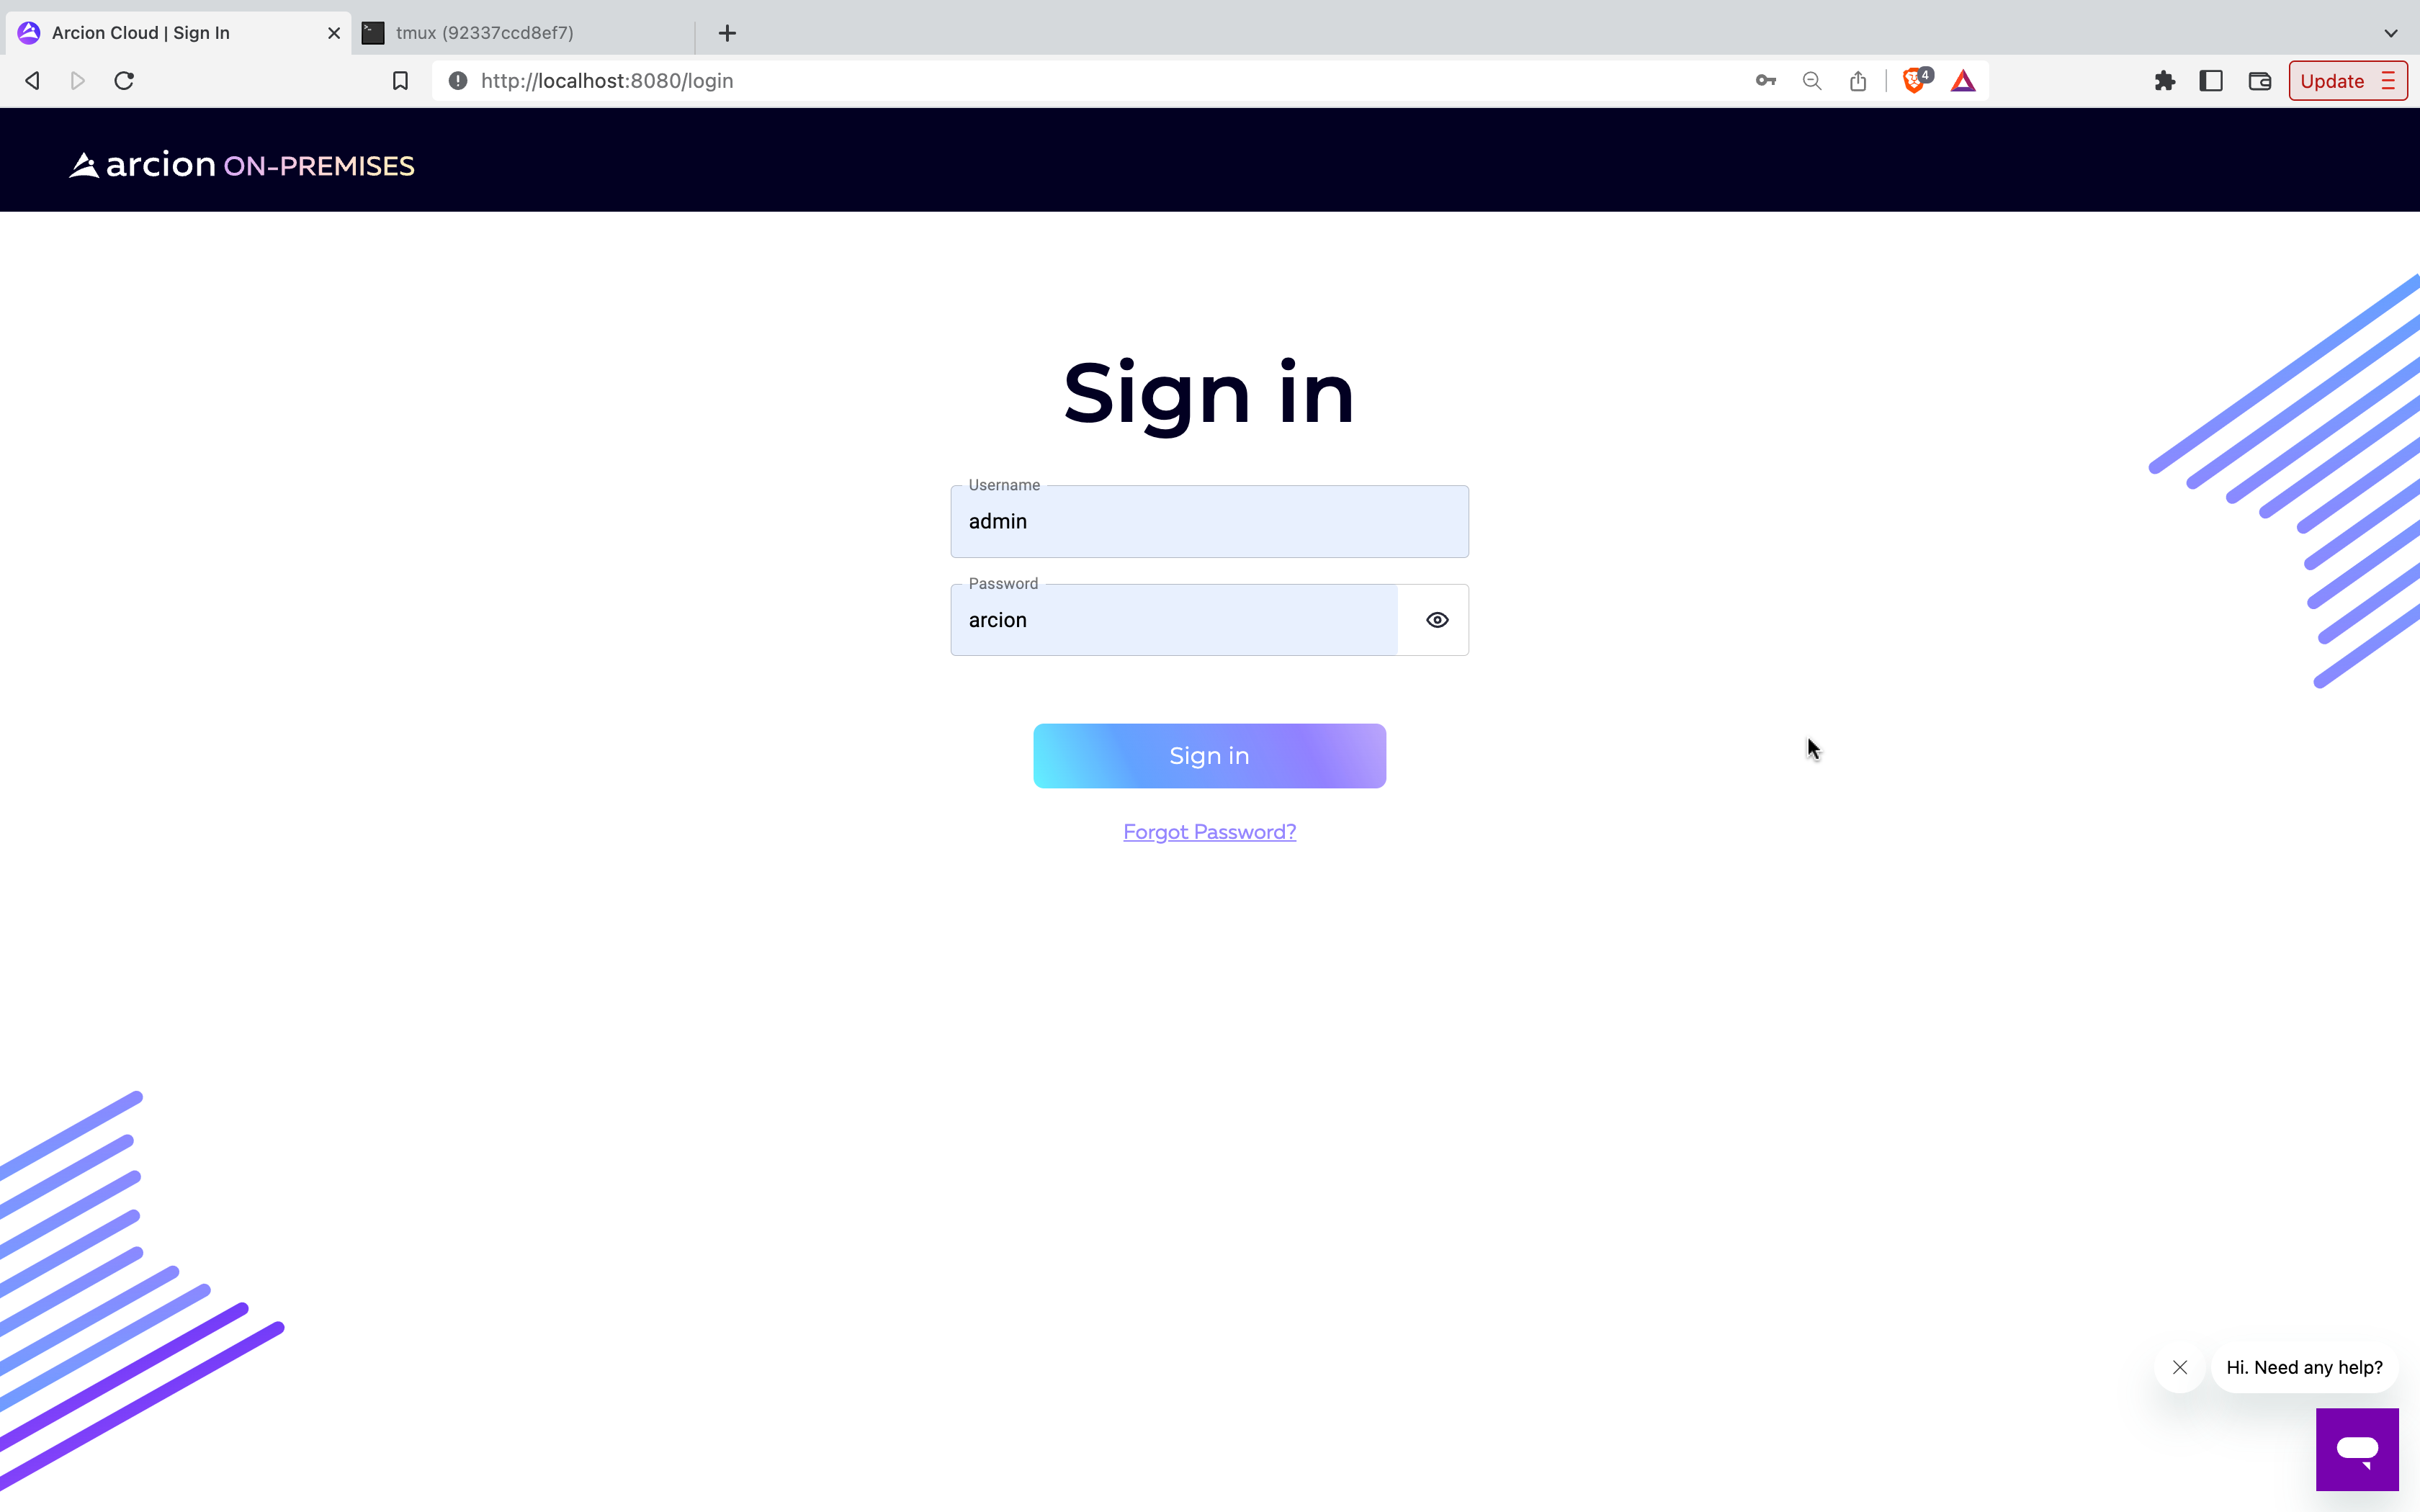 Arcion Cloud | Sign In
tmux (92337ccd8ef7)
http://localhost:8080/login
4
Update
arcion ON-PREMISES
Sign in
Username
admin
Password
arcion
Sign in
Forgot Password?
Hi. Need any help?